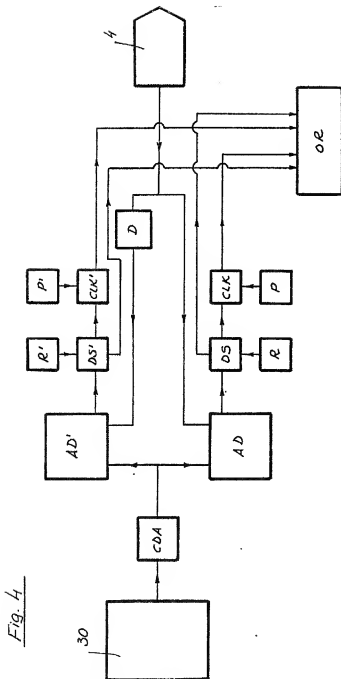 Fig. 4
30
CDA
AD'
AD
R'
P'
DS'
CLK'
D
DS
CLK
R
P
4
OR